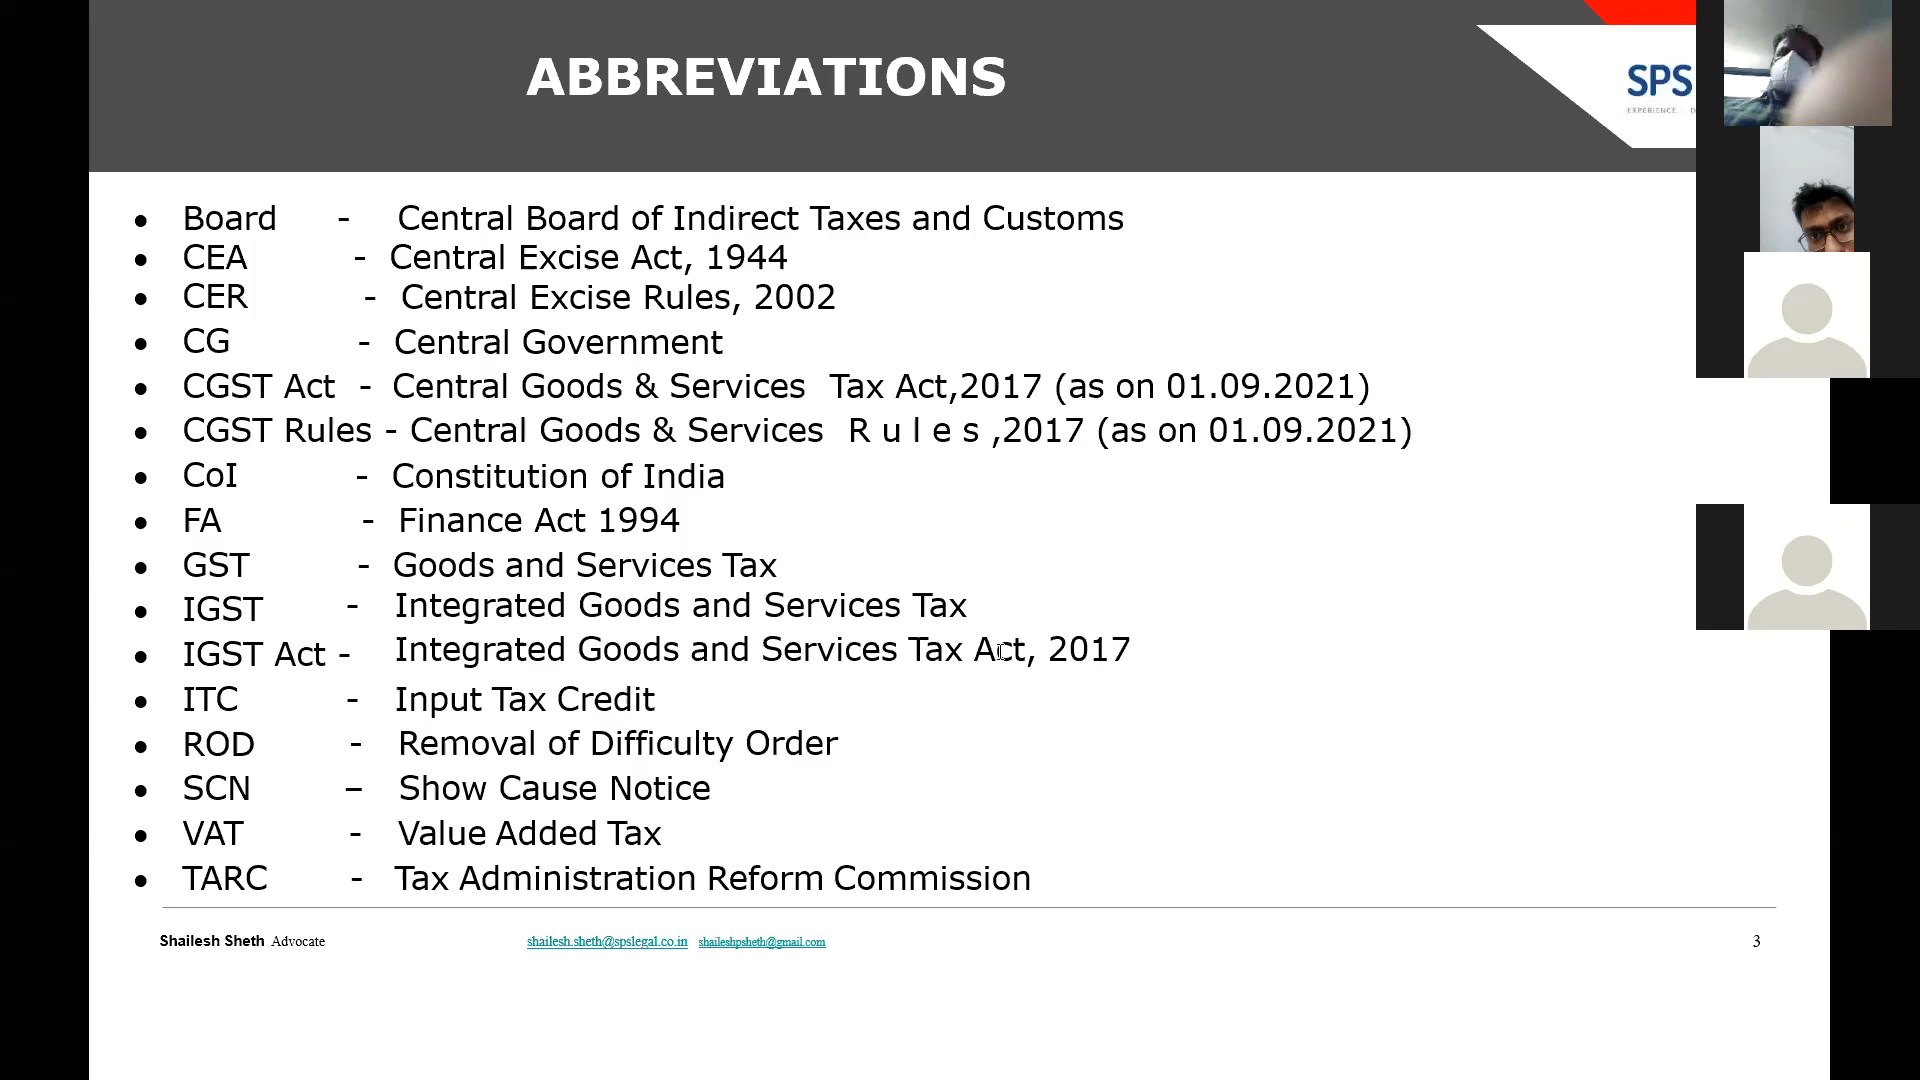 ABBREVIATIONS
SPS
EXPERIENCE
• Board - Central Board of Indirect Taxes and Customs
• CEA - Central Excise Act, 1944
• CER - Central Excise Rules, 2002
• CG - Central Government
• CGST Act - Central Goods & Services Tax Act,2017 (as on 01.09.2021)
• CGST Rules - Central Goods & Services R u l e s ,2017 (as on 01.09.2021)
• CoI - Constitution of India
• FA - Finance Act 1994
• GST - Goods and Services Tax
• IGST - Integrated Goods and Services Tax
• IGST Act - Integrated Goods and Services Tax Act, 2017
• ITC - Input Tax Credit
• ROD - Removal of Difficulty Order
• SCN – Show Cause Notice
• VAT - Value Added Tax
• TARC - Tax Administration Reform Commission
Shailesh Sheth Advocate shailesh.sheth@spslegal.co.in shaileshpsheth@gmail.com 3